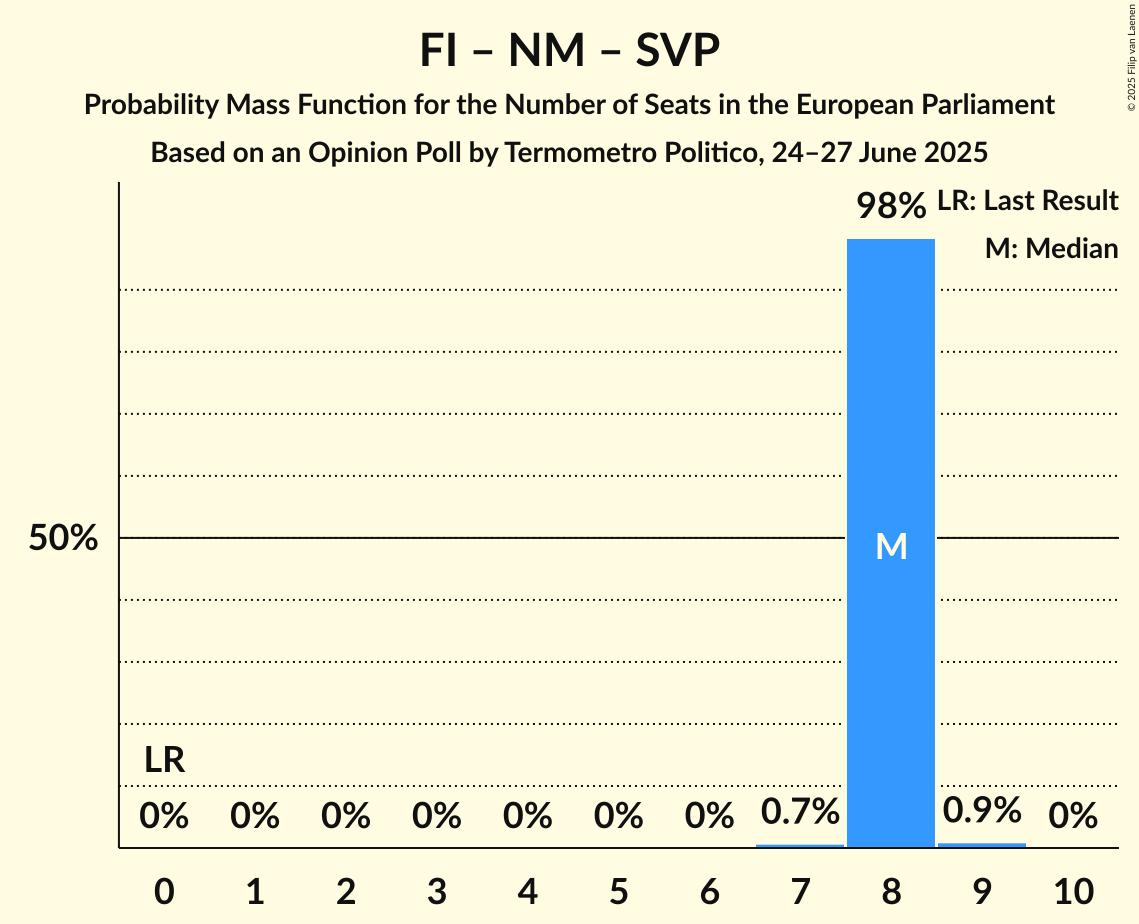 FI – NM – SVP
Probability Mass Function for the Number of Seats in the European Parliament
Based on an Opinion Poll by Termometro Politico, 24–27 June 2025
© 2025 Filip van Laenen
98%
LR: Last Result
M: Median
50%
M
LR
0% 0% 0% 0% 0% 0% 0% 0.7% 0.9% 0%
0 1 2 3 4 5 6 7 8 9 10